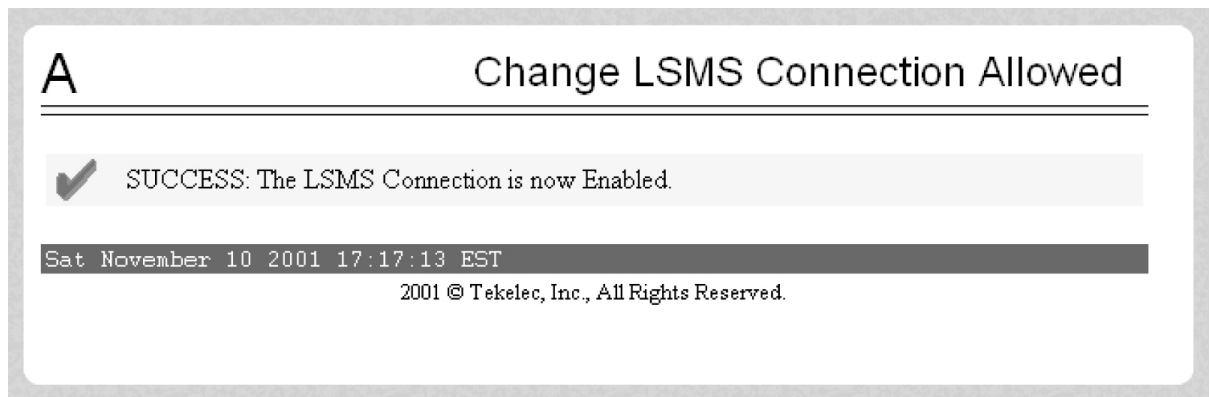 A
Change LSMS Connection Allowed
SUCCESS: The LSMS Connection is now Enabled.
Sat November 10 2001 17:17:13 EST
2001 © Tekelec, Inc., All Rights Reserved.